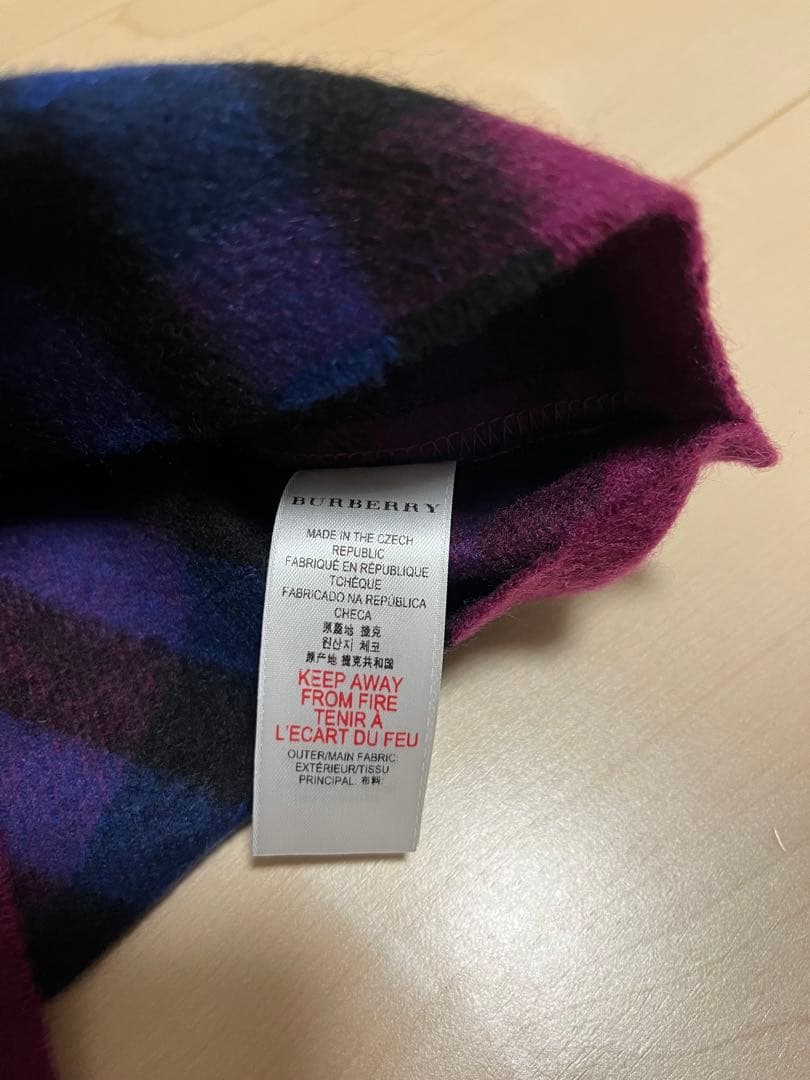 BURBERRY
MADE IN THE CZECH
REPUBLIC
FABRIQUÉ EN RÉPUBLIQUE
TCHÈQUE
FABRICADO NA REPÚBLICA
CHECA
原產地 捷克
원산지 체코
原产地 捷克共和国
KEEP AWAY
FROM FIRE
TENIR À
L'ECART DU FEU
OUTER/MAIN FABRIC:
EXTÉRIEUR/TISSU
PRINCIPAL: 布料: